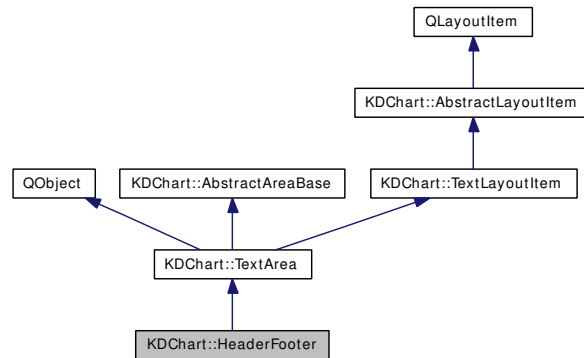 QLayoutItem
KDChart::AbstractLayoutItem
QObject
KDChart::AbstractAreaBase
KDChart::TextLayoutItem
KDChart::TextArea
KDChart::HeaderFooter